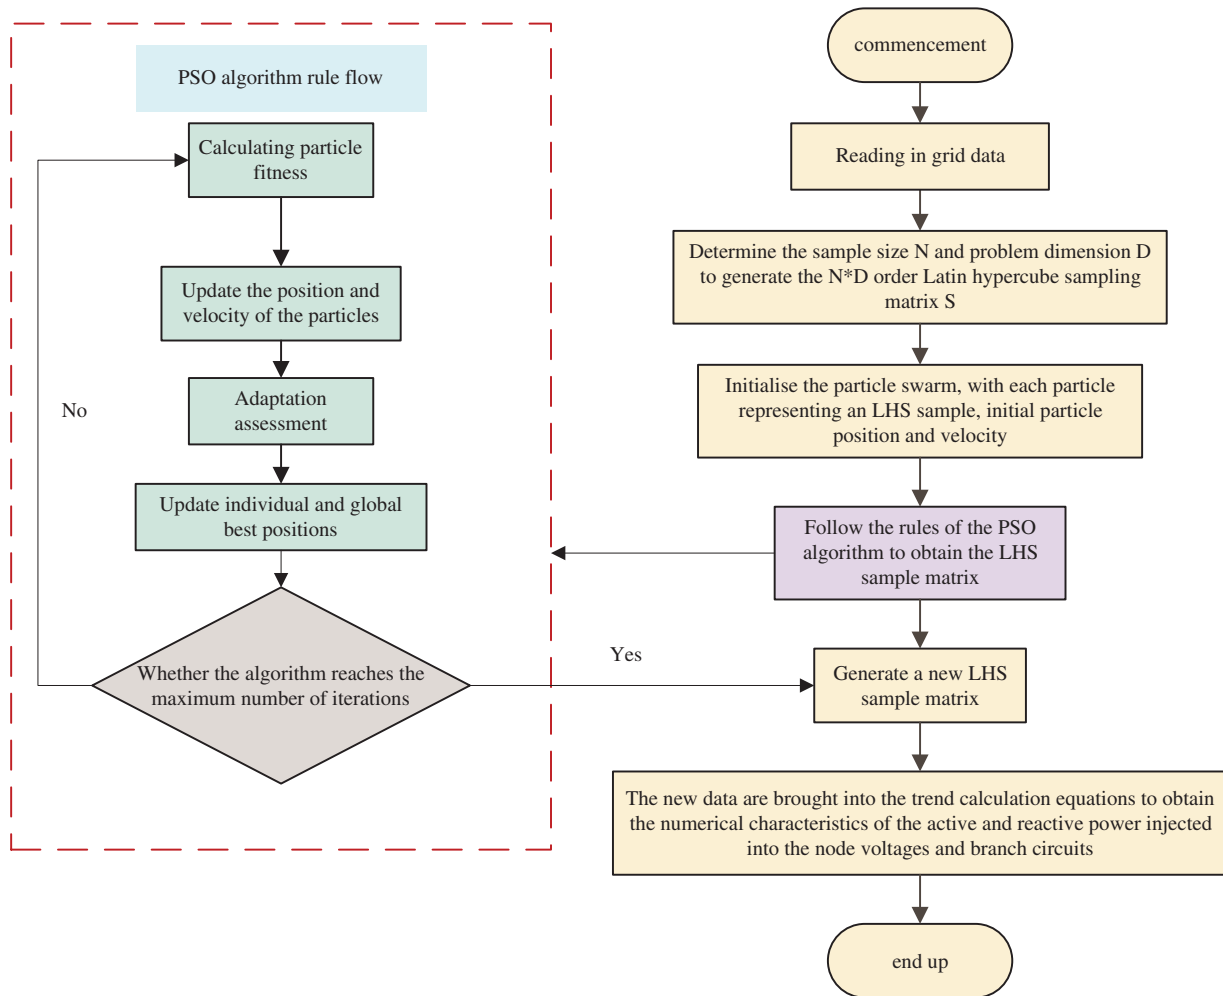 PSO algorithm rule flow
Calculating particle
fitness
Update the position and
velocity of the particles
Adaptation
assessment
No
Update individual and global
best positions
Whether the algorithm reaches the
maximum number of iterations
Yes
commencement
Reading in grid data
Determine the sample size N and problem dimension D
to generate the N*D order Latin hypercube sampling
matrix S
Initialise the particle swarm, with each particle
representing an LHS sample, initial particle
position and velocity
Follow the rules of the PSO
algorithm to obtain the LHS
sample matrix
Generate a new LHS
sample matrix
The new data are brought into the trend calculation equations to obtain
the numerical characteristics of the active and reactive power injected
into the node voltages and branch circuits
end up